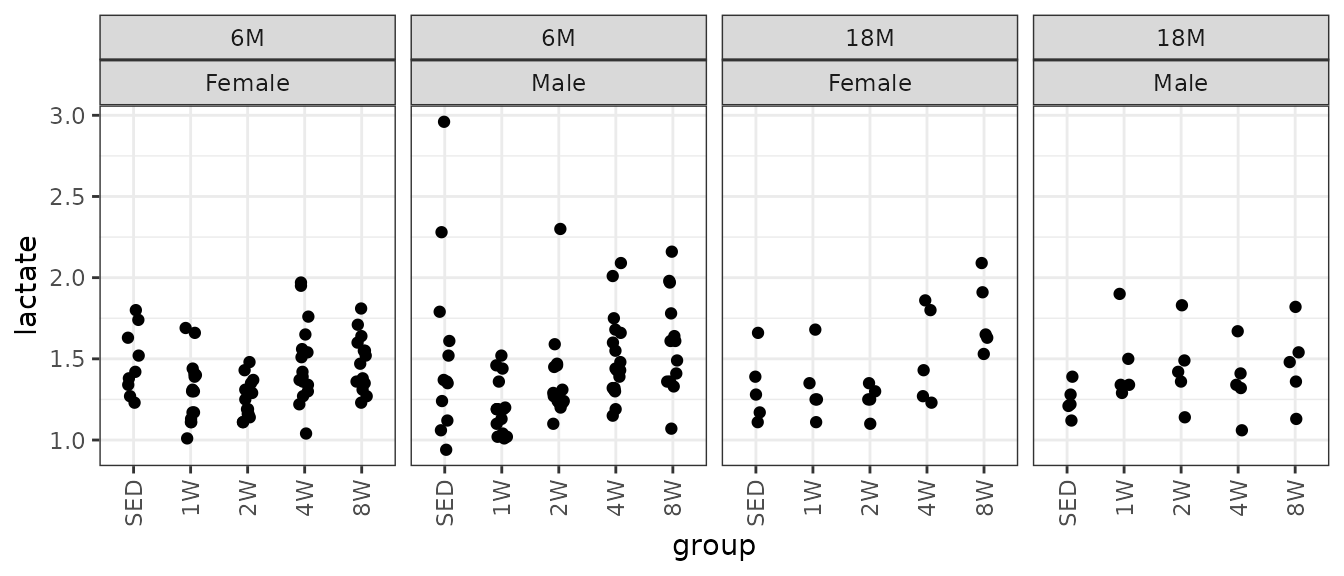 6M 6M 18M 18M
Female Male Female Male
3.0
2.5
2.0
1.5
1.0
lactate
SED 1W 2W 4W 8W SED 1W 2W 4W 8W SED 1W 2W 4W 8W SED 1W 2W 4W 8W
group